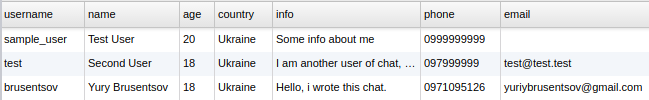 username name age country info phone email
sample_user Test User 20 Ukraine Some info about me 0999999999
test Second User 18 Ukraine I am another user of chat, ... 097999999 test@test.test
brusentsov Yury Brusentsov 18 Ukraine Hello, i wrote this chat. 0971095126 yuriybrusentsov@gmail.com